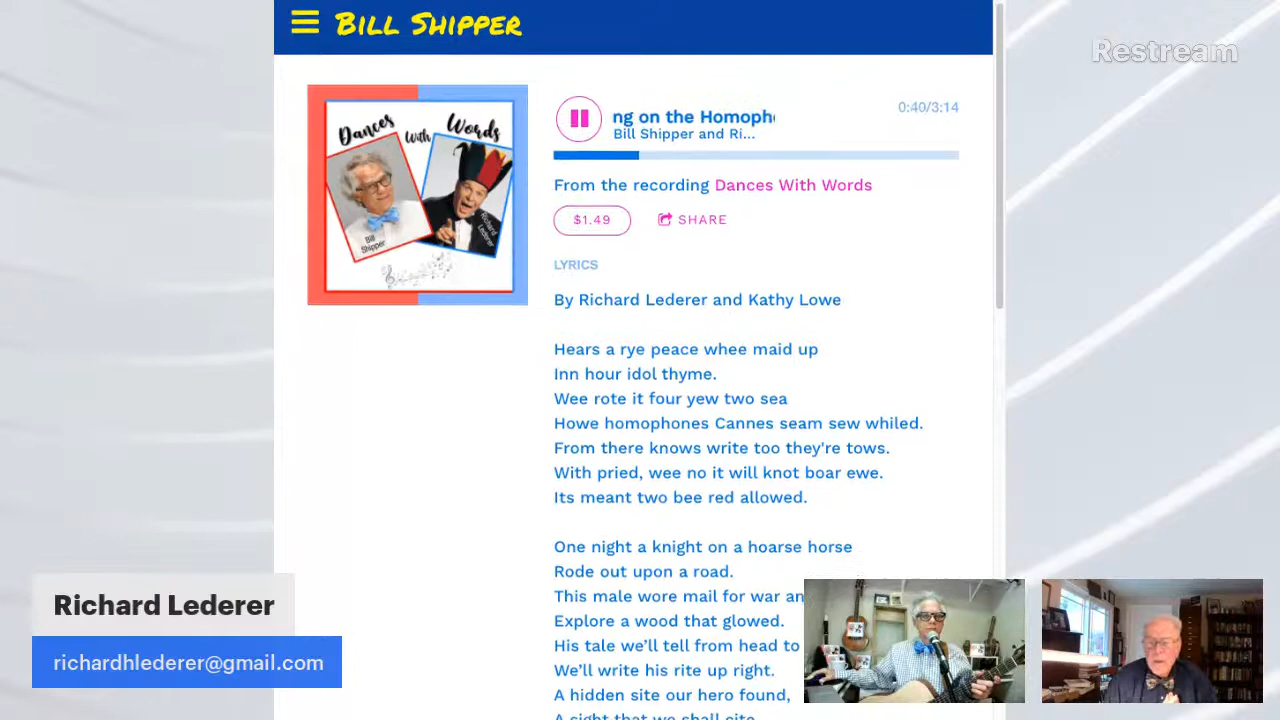 Bill Shipper
Restream
Dances With Words
Bill Shipper
Richard Lederer
ng on the Homoph
0:40/3:14
Bill Shipper and Ri...
From the recording Dances With Words
$1.49
SHARE
LYRICS
By Richard Lederer and Kathy Lowe
Hears a rye peace whee maid up
Inn hour idol thyme.
Wee rote it four yew two sea
Howe homophones Cannes seam sew whiled.
From there knows write too they're tows.
With pried, wee no it will knot boar ewe.
Its meant two bee red allowed.
One night a knight on a hoarse horse
Rode out upon a road.
This male wore mail for war an
Explore a wood that glowed.
His tale we’ll tell from head to
We’ll write his rite up right.
A hidden site our hero found,
A sight that we shall cite
Richard Lederer
richardhlederer@gmail.com